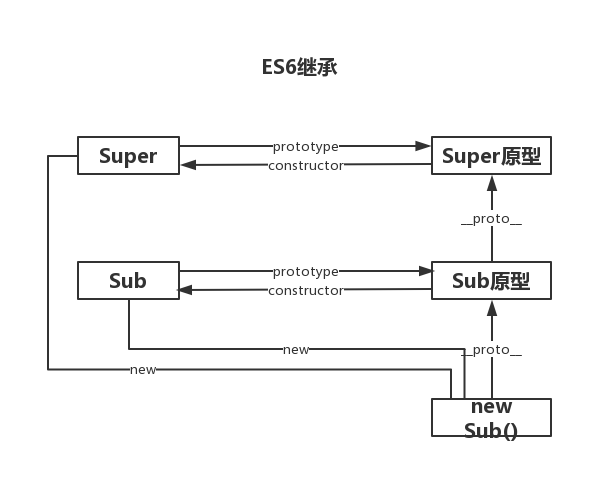 ES6继承
Super
prototype
constructor
Super原型
__proto__
Sub
prototype
constructor
Sub原型
new
__proto__
new
new
Sub()